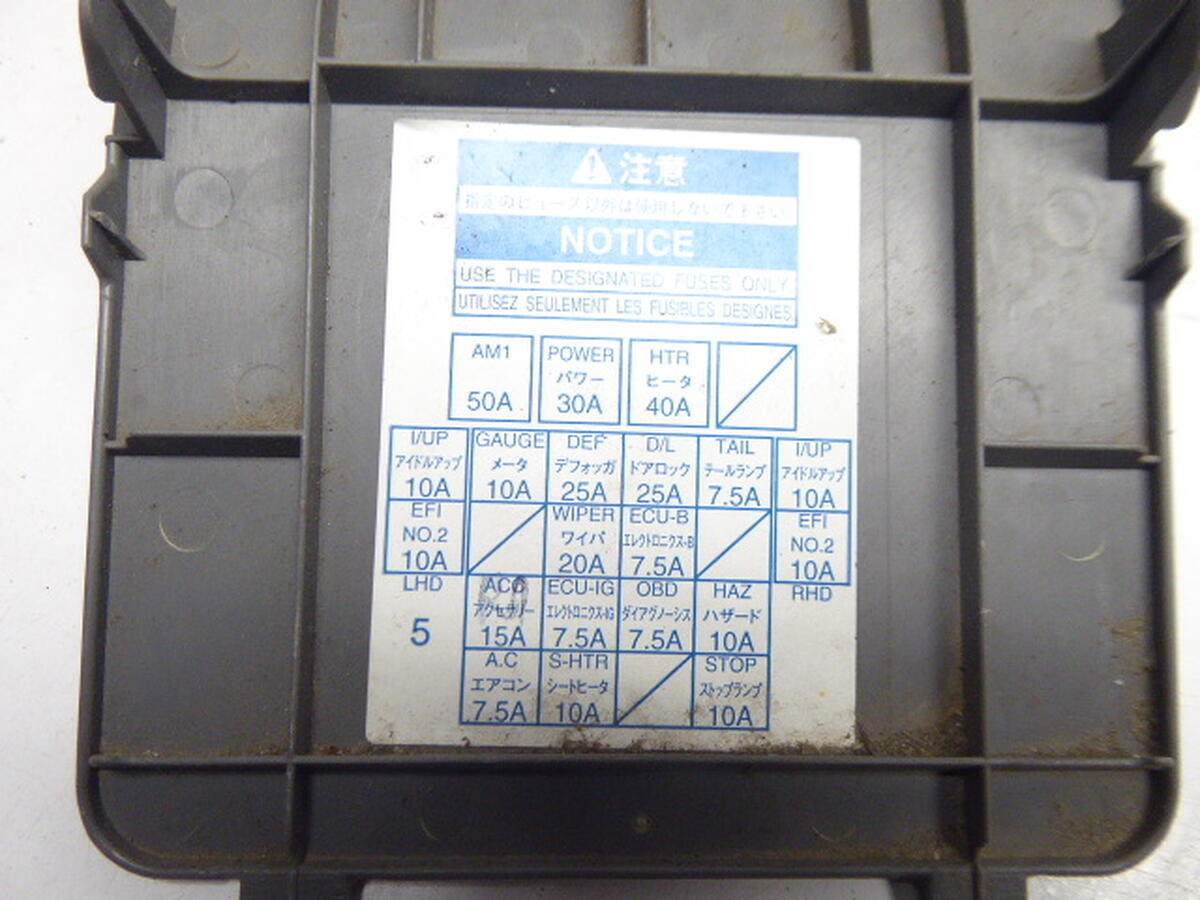 注意
指定のヒューズ以外は使用しないで下さい
NOTICE
USE THE DESIGNATED FUSES ONLY.
UTILISEZ SEULEMENT LES FUSIBLES DESIGNES.
AM1 POWER HTR
パワー ヒータ
50A 30A 40A
I/UP GAUGE DEF D/L TAIL I/UP
アイドルアップ メータ デフォッガ ドアロック テールランプ アイドルアップ
10A 10A 25A 25A 7.5A 10A
EFI WIPER ECU-B EFI
NO.2 ワイパ エレクトロニクス-B NO.2
10A 20A 7.5A 10A
LHD ACC ECU-IG OBD HAZ RHD
アクセサリー エレクトロニクス-IG ダイアグノーシス ハザード
5 15A 7.5A 7.5A 10A
A.C S-HTR STOP
エアコン シートヒータ ストップランプ
7.5A 10A 10A